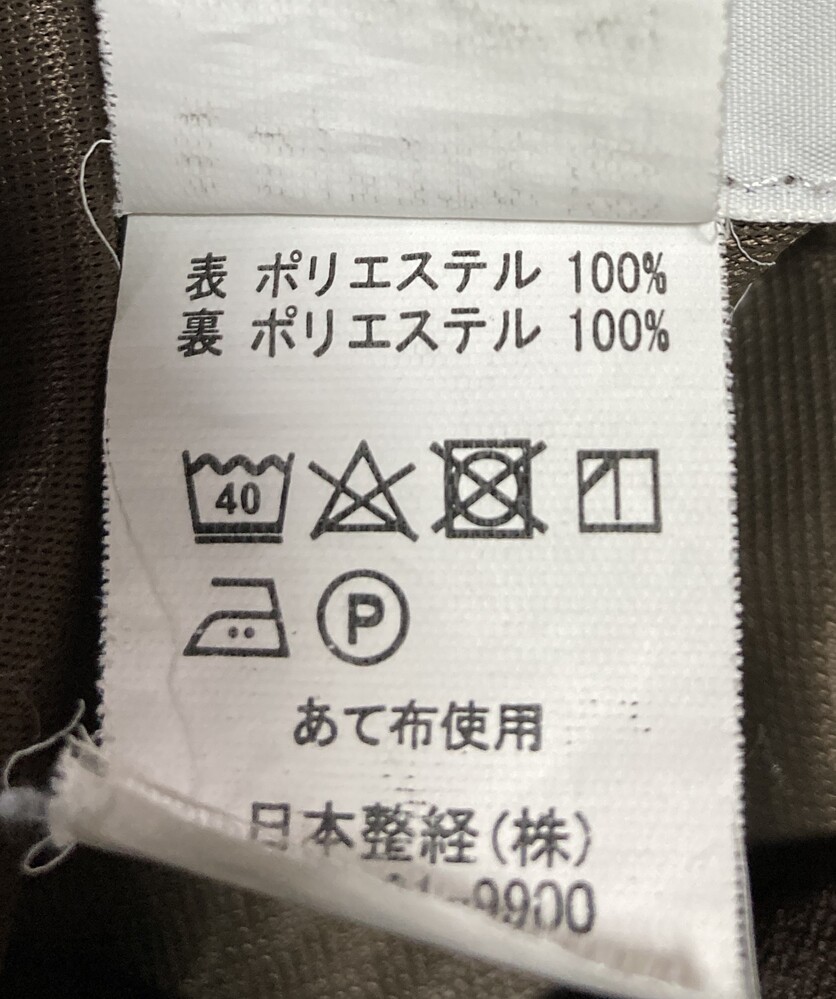 表 ポリエステル 100%
裏 ポリエステル 100%
40
P
あて布使用
日本整経(株)
-9900